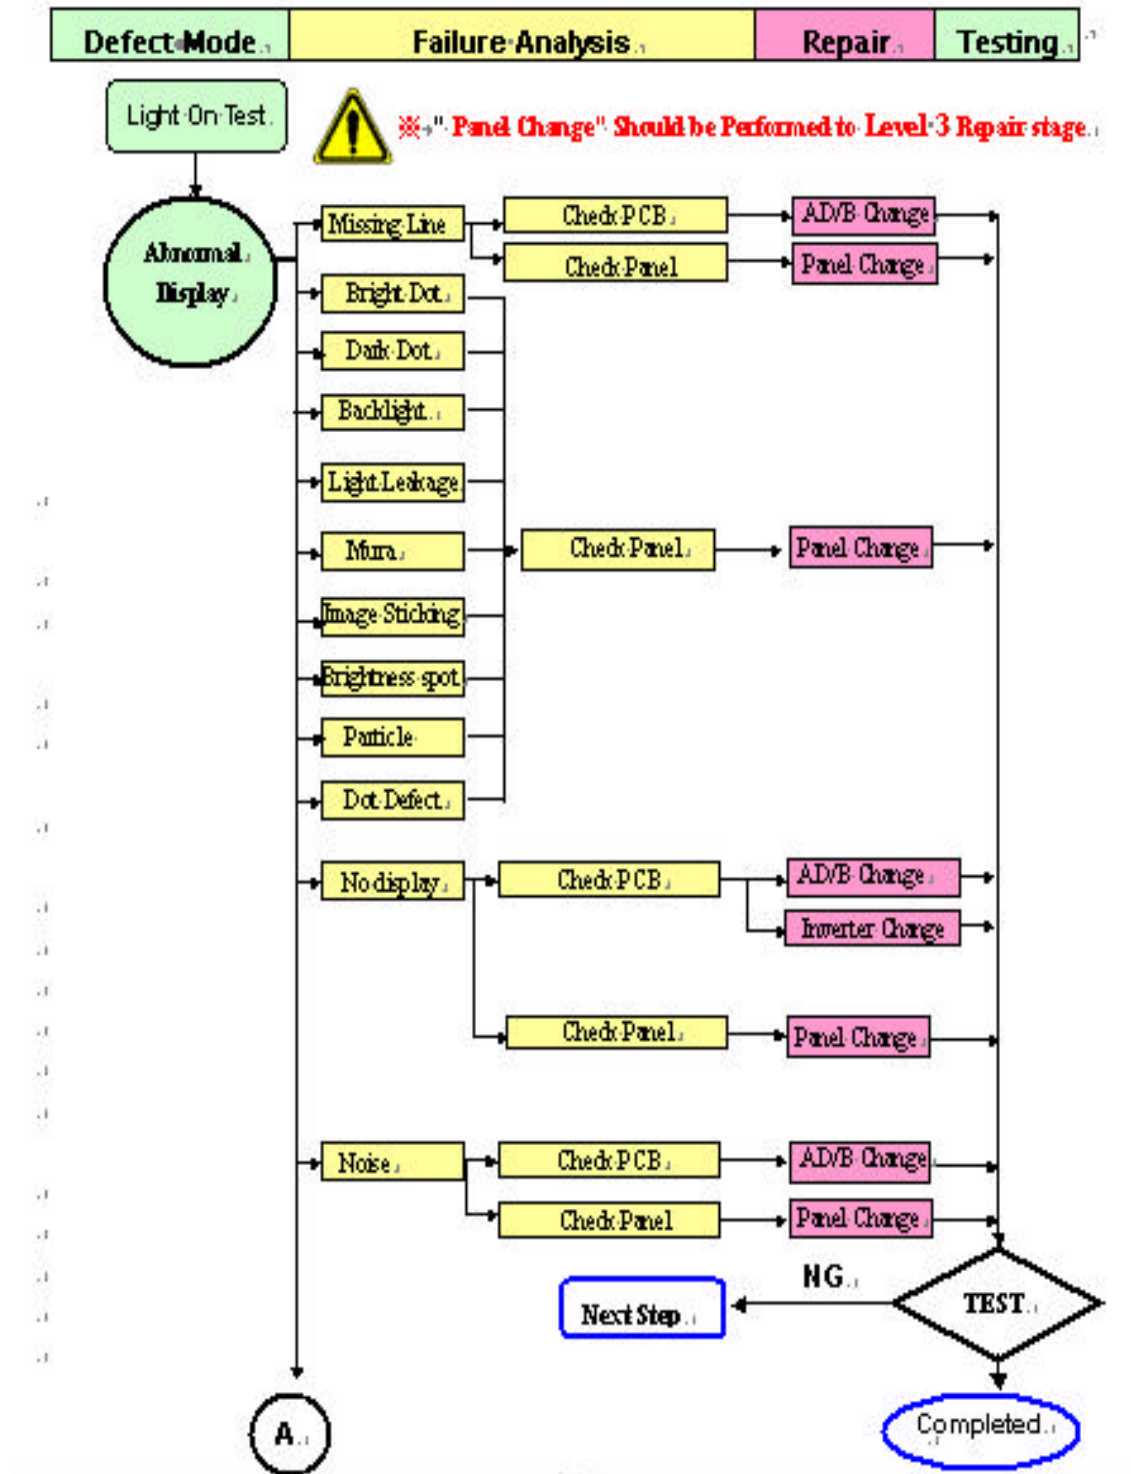 Defect Mode
Failure Analysis
Repair
Testing
Light On Test
※ " Panel Change" Should be Performed to Level 3 Repair stage.
Abnormal
Display
Missing Line
Check PCB
AD/B Change
Check Panel
Panel Change
Bright Dot
Dark Dot
Backlight
Light Leakage
Mura
Check Panel
Panel Change
Image Sticking
Brightness spot
Particle
Dot Defect
No display
Check PCB
AD/B Change
Inverter Change
Check Panel
Panel Change
Noise
Check PCB
AD/B Change
Check Panel
Panel Change
NG
Next Step
TEST
A
Completed